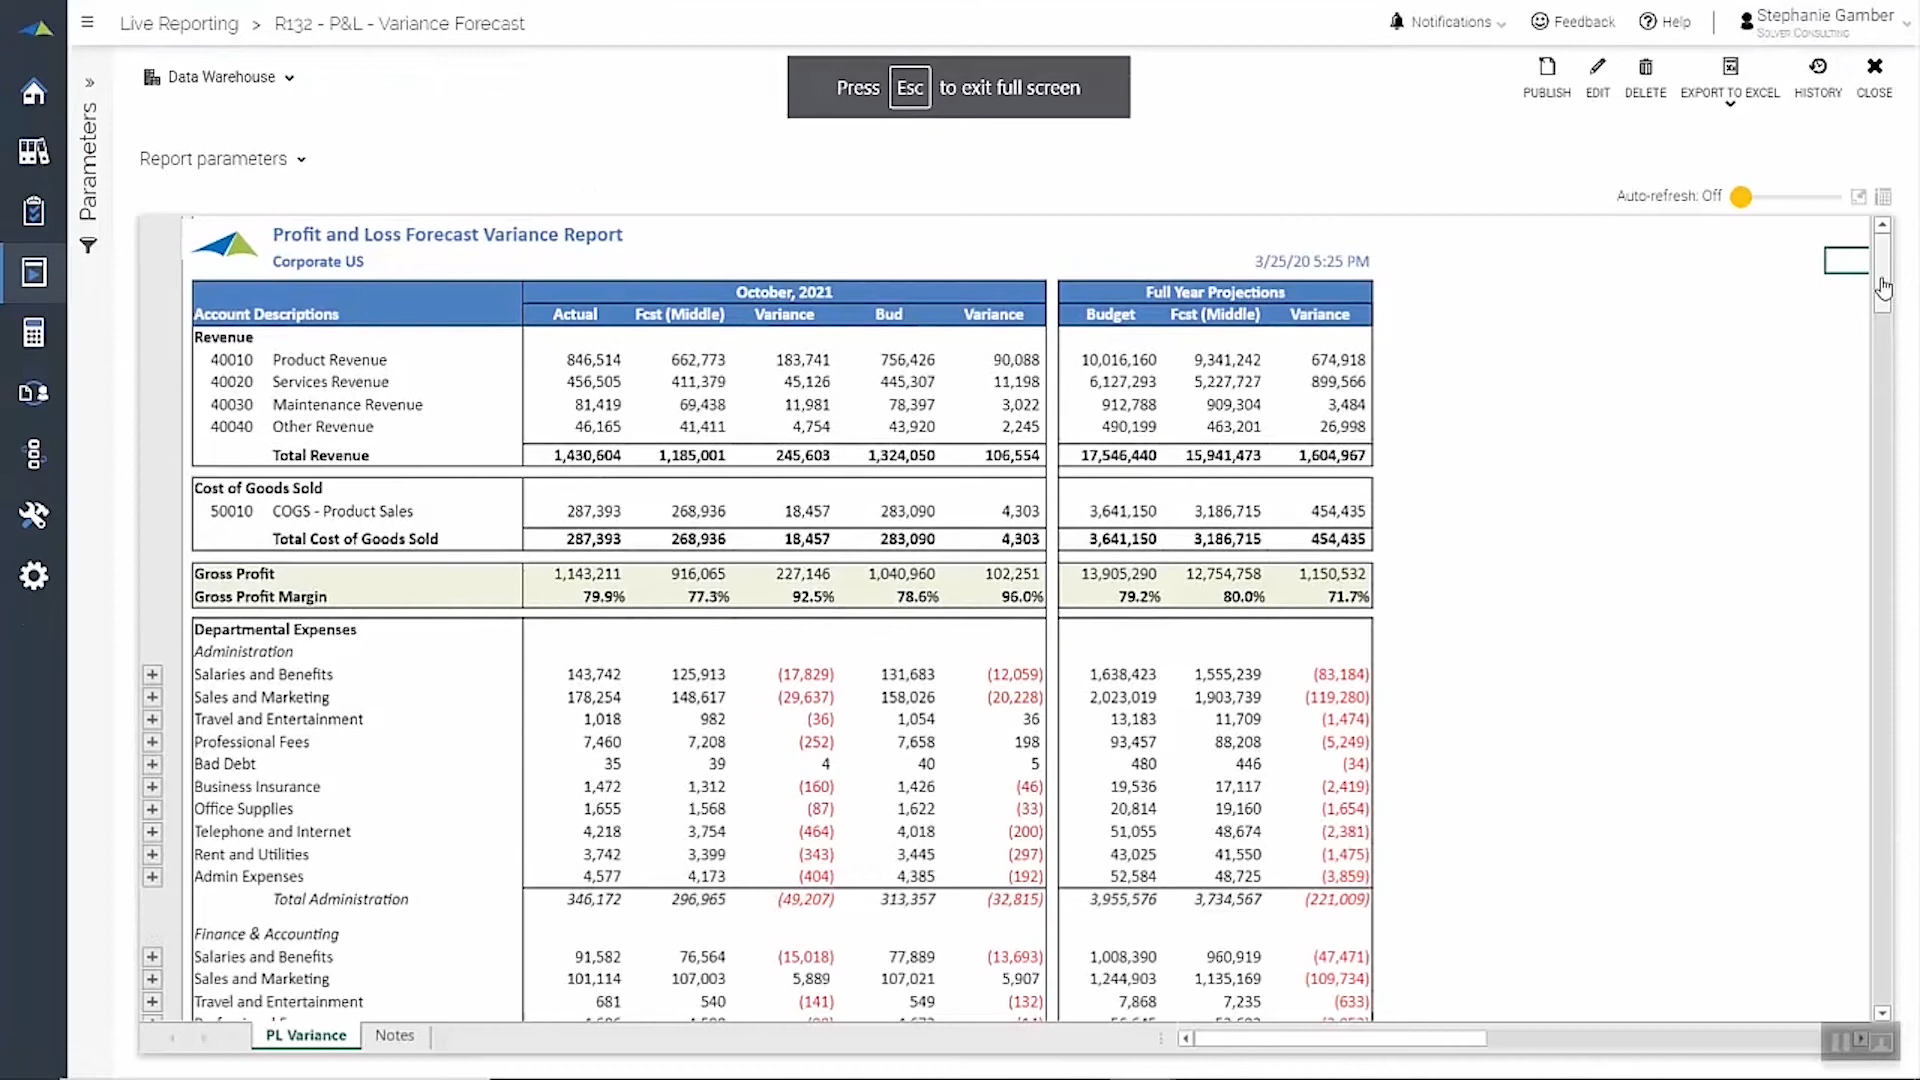 Live Reporting > R132 - P&L - Variance Forecast
Notifications Feedback Help Stephanie Gamber
SOLVER CONSULTING
Data Warehouse
Press Esc to exit full screen
PUBLISH EDIT DELETE EXPORT TO EXCEL HISTORY CLOSE
Parameters
Report parameters
Auto-refresh: Off
Profit and Loss Forecast Variance Report
Corporate US 3/25/20 5:25 PM
October, 2021 Full Year Projections
Account Descriptions Actual Fcst (Middle) Variance Bud Variance Budget Fcst (Middle) Variance
Revenue
40010 Product Revenue 846,514 662,773 183,741 756,426 90,088 10,016,160 9,341,242 674,918
40020 Services Revenue 456,505 411,379 45,126 445,307 11,198 6,127,293 5,227,727 899,566
40030 Maintenance Revenue 81,419 69,438 11,981 78,397 3,022 912,788 909,304 3,484
40040 Other Revenue 46,165 41,411 4,754 43,920 2,245 490,199 463,201 26,998
Total Revenue 1,430,604 1,185,001 245,603 1,324,050 106,554 17,546,440 15,941,473 1,604,967
Cost of Goods Sold
50010 COGS - Product Sales 287,393 268,936 18,457 283,090 4,303 3,641,150 3,186,715 454,435
Total Cost of Goods Sold 287,393 268,936 18,457 283,090 4,303 3,641,150 3,186,715 454,435
Gross Profit 1,143,211 916,065 227,146 1,040,960 102,251 13,905,290 12,754,758 1,150,532
Gross Profit Margin 79.9% 77.3% 92.5% 78.6% 96.0% 79.2% 80.0% 71.7%
Departmental Expenses
Administration
Salaries and Benefits 143,742 125,913 (17,829) 131,683 (12,059) 1,638,423 1,555,239 (83,184)
Sales and Marketing 178,254 148,617 (29,637) 158,026 (20,228) 2,023,019 1,903,739 (119,280)
Travel and Entertainment 1,018 982 (36) 1,054 36 13,183 11,709 (1,474)
Professional Fees 7,460 7,208 (252) 7,658 198 93,457 88,208 (5,249)
Bad Debt 35 39 4 40 5 480 446 (34)
Business Insurance 1,472 1,312 (160) 1,426 (46) 19,536 17,117 (2,419)
Office Supplies 1,655 1,568 (87) 1,622 (33) 20,814 19,160 (1,654)
Telephone and Internet 4,218 3,754 (464) 4,018 (200) 51,055 48,674 (2,381)
Rent and Utilities 3,742 3,399 (343) 3,445 (297) 43,025 41,550 (1,475)
Admin Expenses 4,577 4,173 (404) 4,385 (192) 52,584 48,725 (3,859)
Total Administration 346,172 296,965 (49,207) 313,357 (32,815) 3,955,576 3,734,567 (221,009)
Finance & Accounting
Salaries and Benefits 91,582 76,564 (15,018) 77,889 (13,693) 1,008,390 960,919 (47,471)
Sales and Marketing 101,114 107,003 5,889 107,021 5,907 1,244,903 1,135,169 (109,734)
Travel and Entertainment 681 540 (141) 549 (132) 7,868 7,235 (633)
PL Variance Notes